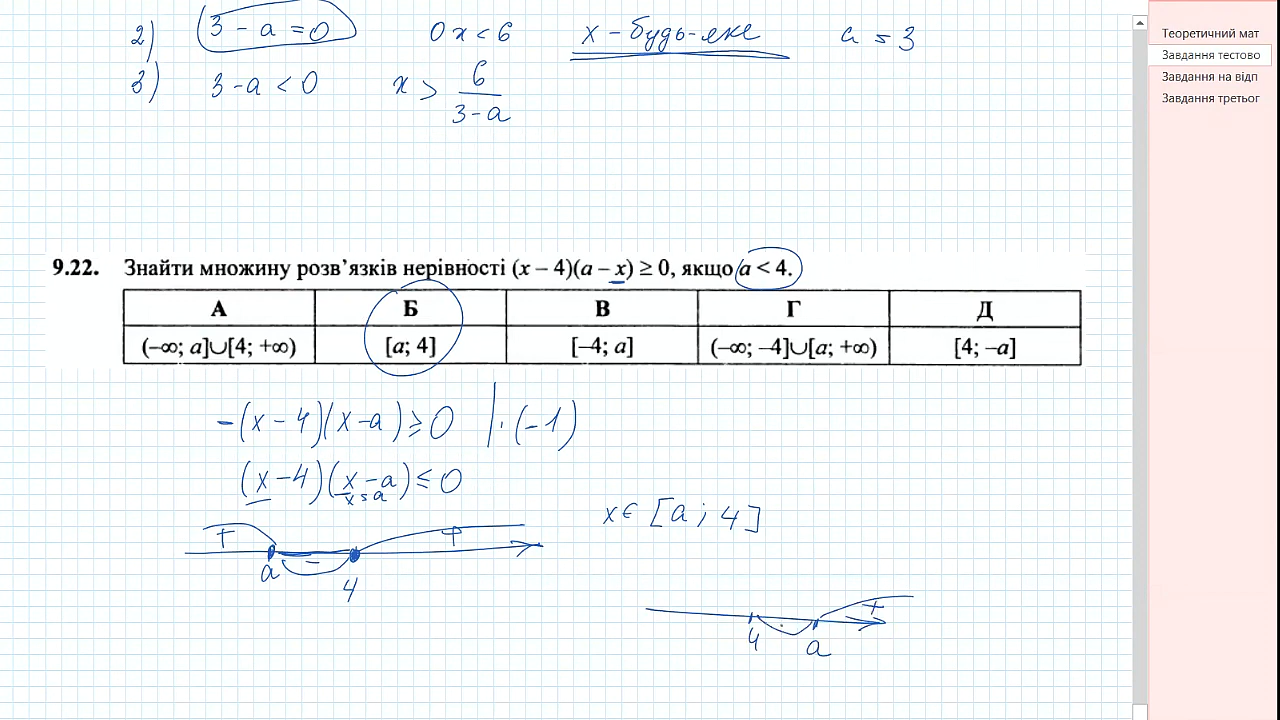 2) 3 - a = 0 0x < 6 x - будь-яке a = 3
3) 3 - a < 0 x > 6/(3-a)
Теоретичний мат
Завдання тестово
Завдання на відп
Завдання третьог
9.22. Знайти множину розв’язків нерівності (x – 4)(a – x) ≥ 0, якщо a < 4.
А Б В Г Д
(–∞; a]∪[4; +∞) [a; 4] [–4; a] (–∞; –4]∪[a; +∞) [4; –a]
-(x - 4)(x - a) ≥ 0 | · (-1)
(x - 4)(x - a) ≤ 0
x = a
x ∈ [a ; 4]
+ - +
a 4
+
4 a